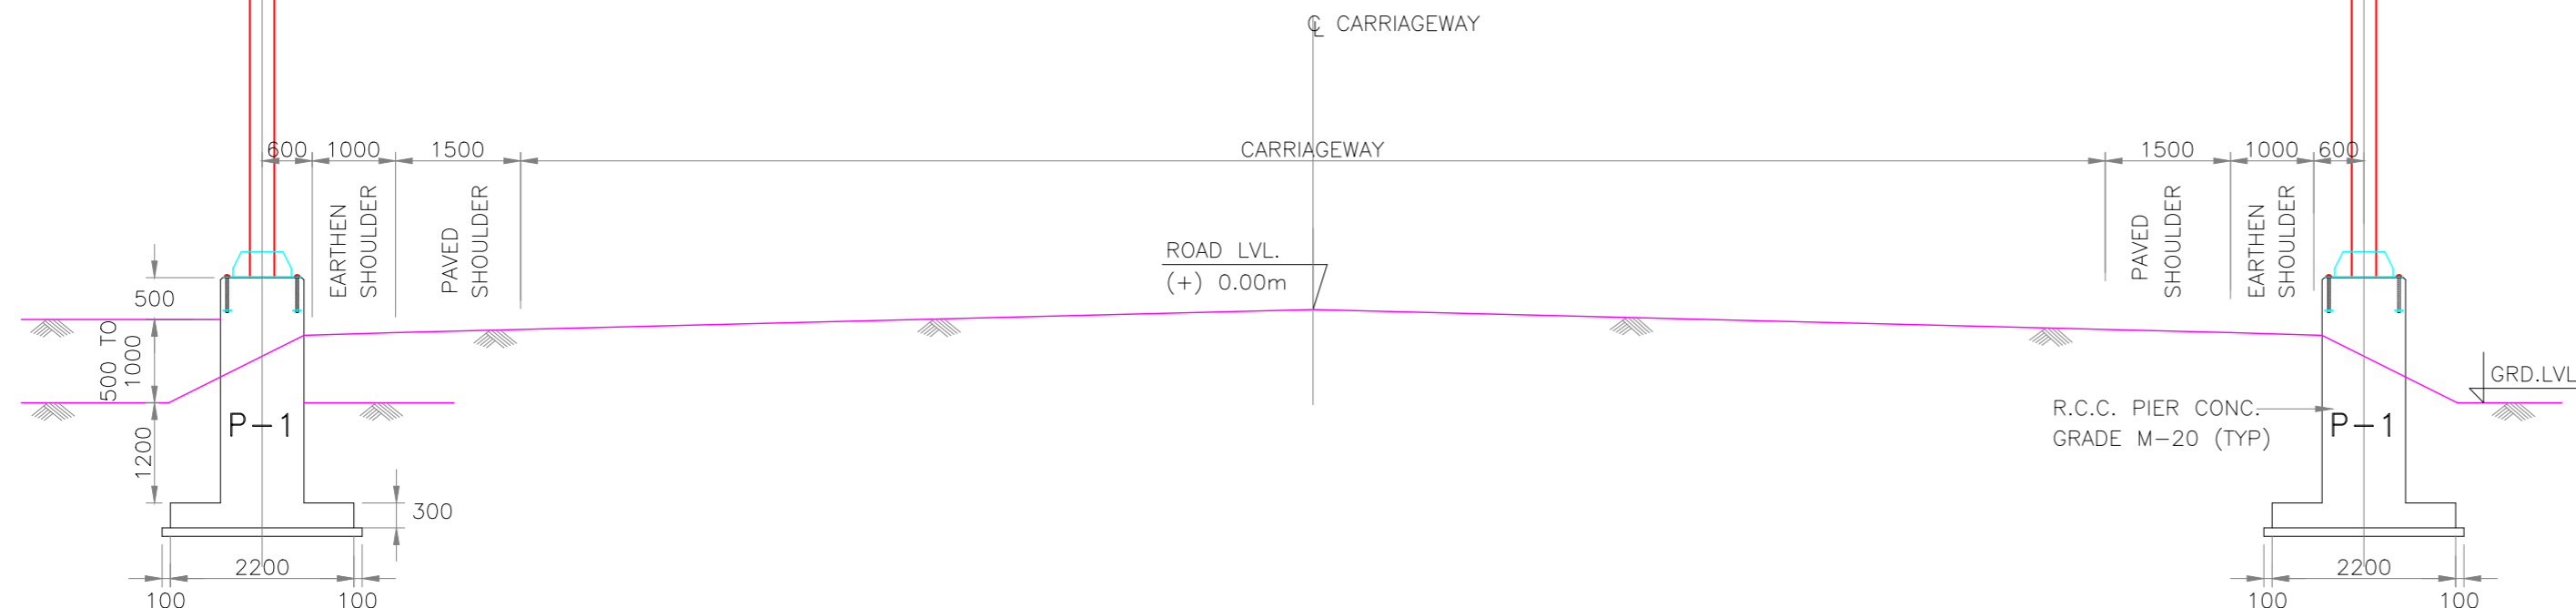 ℄ CARRIAGEWAY
600 1000 1500 CARRIAGEWAY 1500 1000 600
EARTHEN
SHOULDER
PAVED
SHOULDER
PAVED
SHOULDER
EARTHEN
SHOULDER
ROAD LVL.
(+) 0.00m
500
500 TO
1000
1200
P-1
300
2200
100 100
GRD.LVL
R.C.C. PIER CONC.
GRADE M-20 (TYP)
P-1
2200
100 100